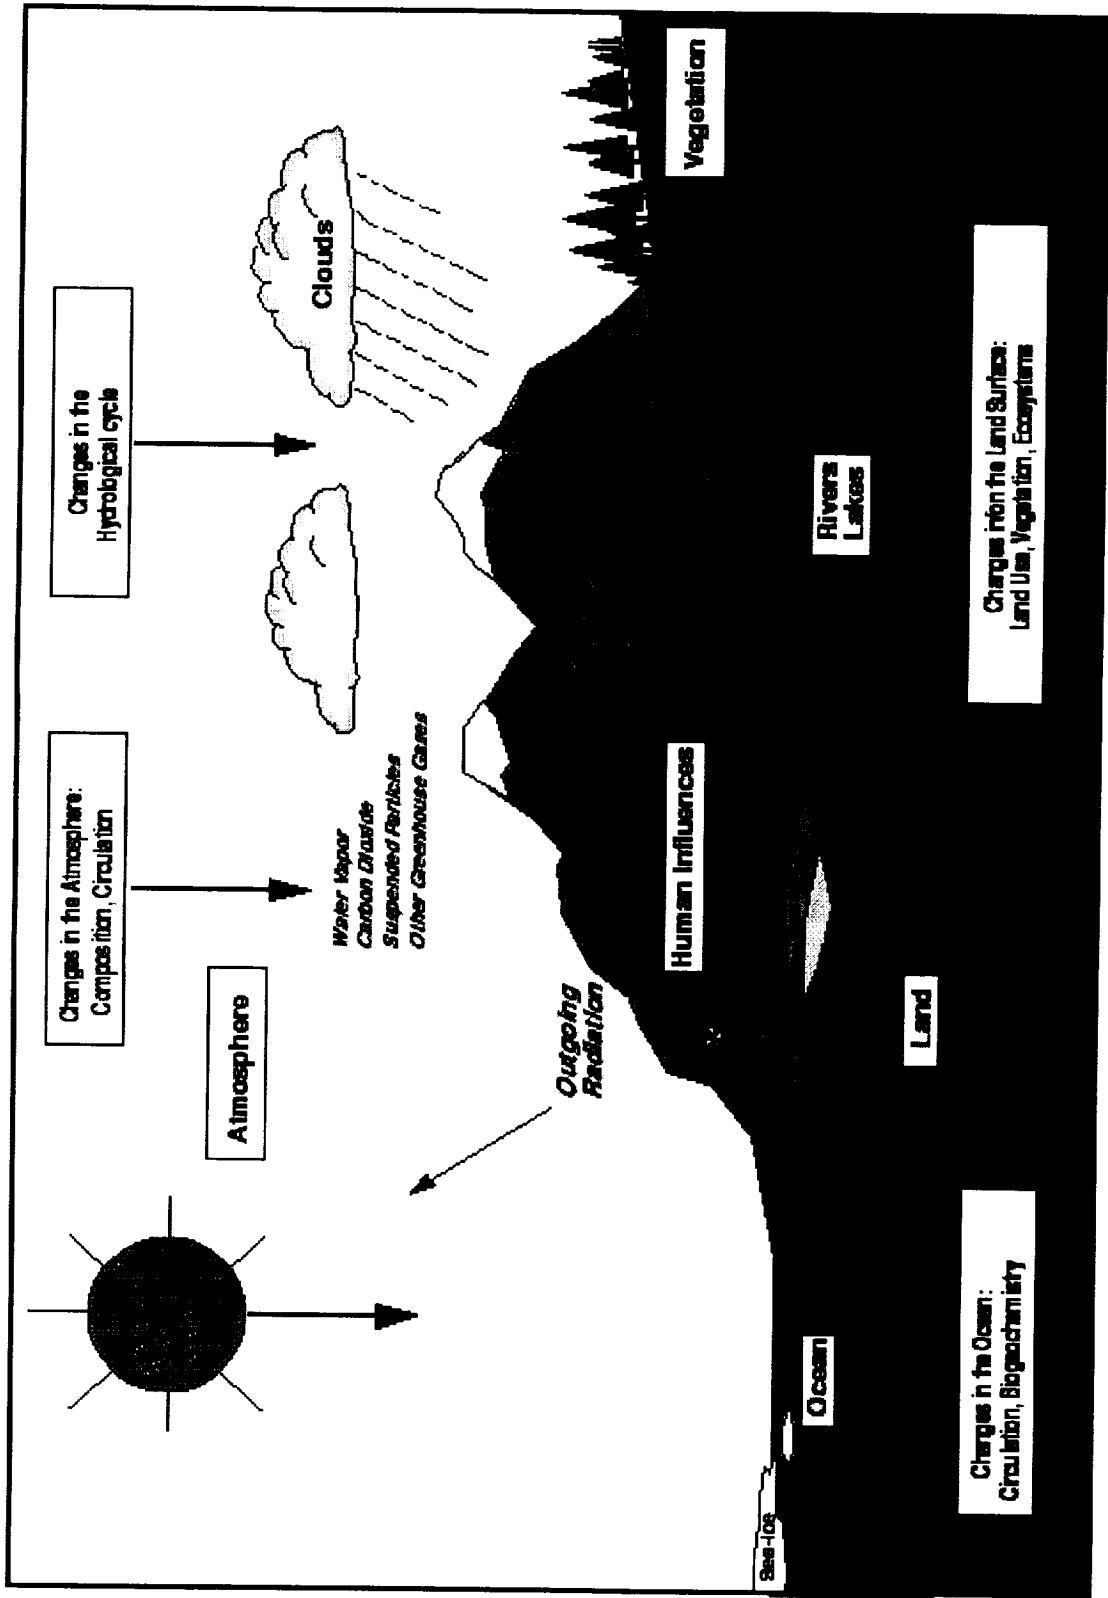 Changes in the Atmosphere:
Composition, Circulation
Changes in the
Hydrological cycle
Atmosphere
Clouds
Water Vapor
Carbon Dioxide
Suspended Particles
Other Greenhouse Gases
Outgoing
Radiation
Human Influences
Vegetation
Sea-Ice
Ocean
Rivers
Lakes
Land
Changes in the Ocean:
Circulation, Biogeochemistry
Changes in/on the Land Surface:
Land Use, Vegetation, Ecosystems